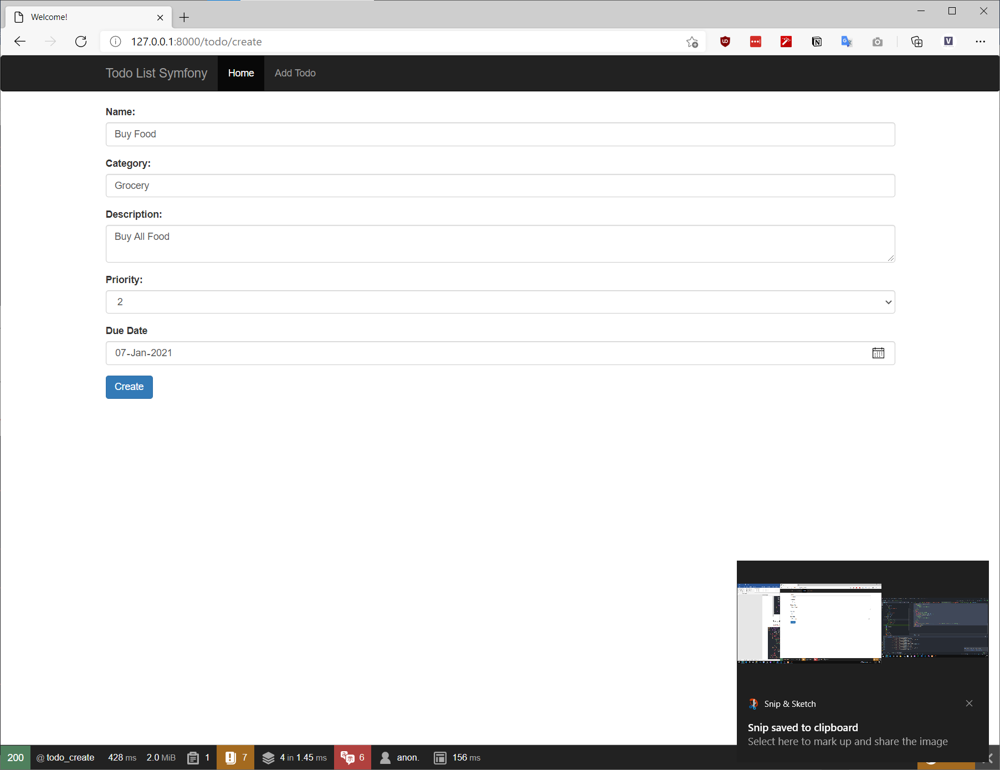 Welcome!
127.0.0.1:8000/todo/create
Todo List Symfony Home Add Todo
Name:
Buy Food
Category:
Grocery
Description:
Buy All Food
Priority:
2
Due Date
07-Jan-2021
Create
Snip & Sketch
Snip saved to clipboard
Select here to mark up and share the image
200 @ todo_create 428 ms 2.0 MiB 1 7 4 in 1.45 ms 6 anon. 156 ms